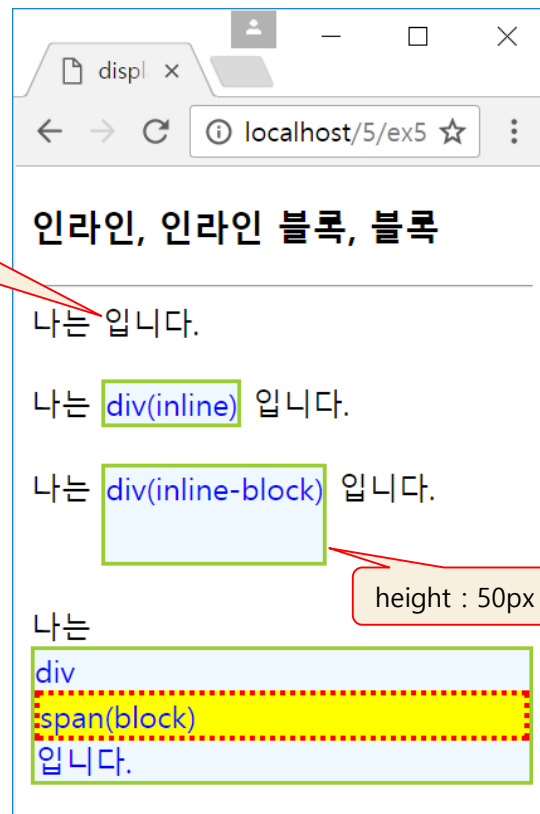 displ
localhost/5/ex5
인라인, 인라인 블록, 블록
나는 입니다.
나는 div(inline) 입니다.
나는 div(inline-block) 입니다.
height : 50px
나는
div
span(block)
입니다.